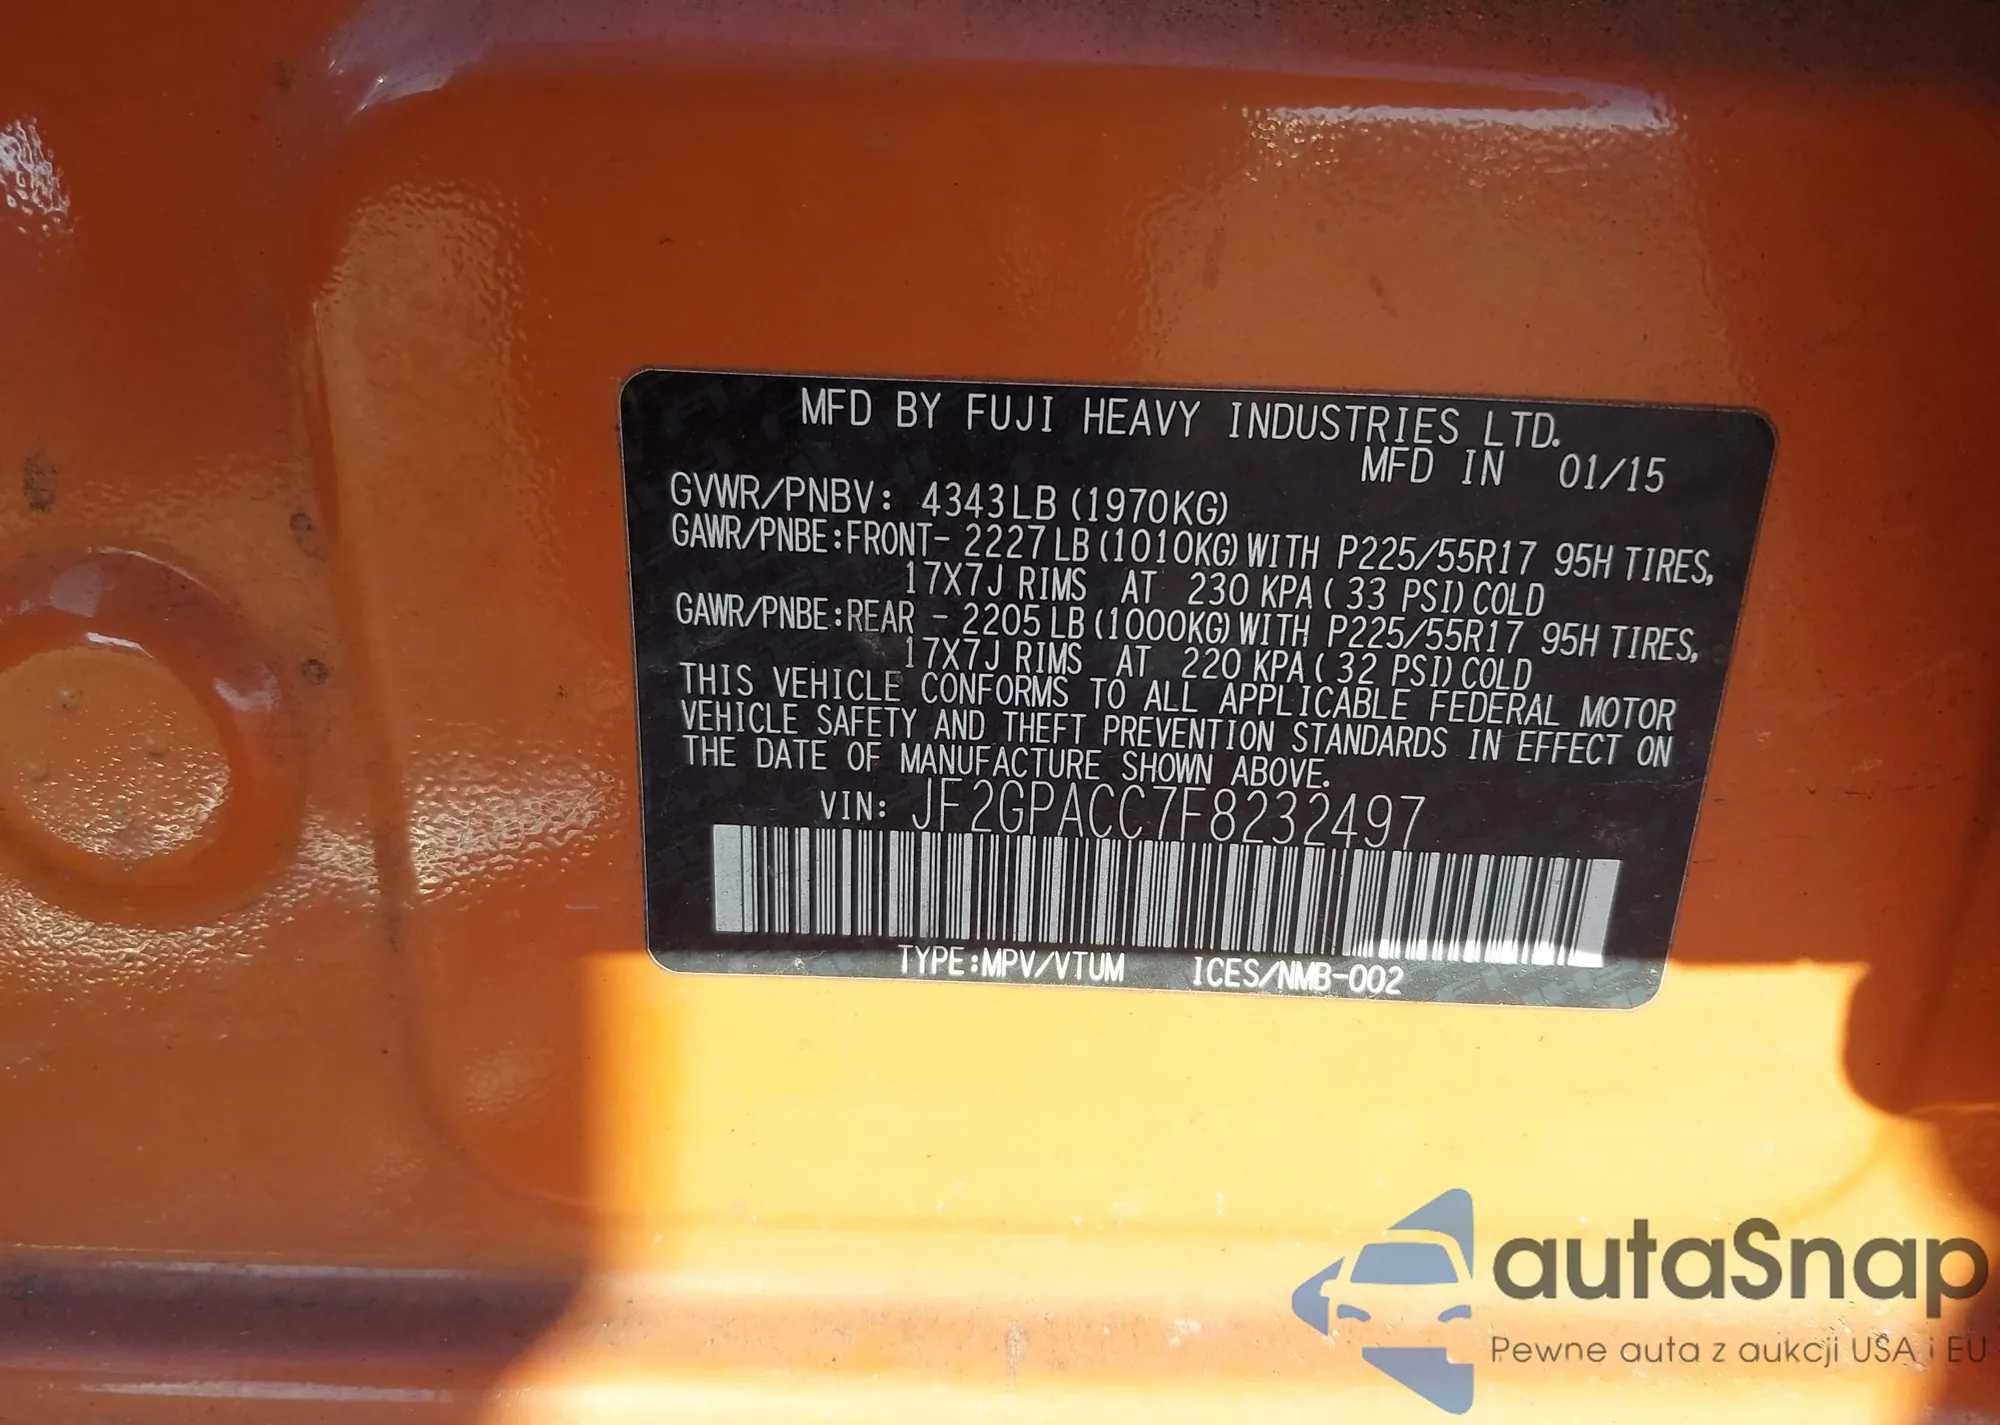 MFD BY FUJI HEAVY INDUSTRIES LTD.
MFD IN 01/15
GVWR/PNBV: 4343LB (1970KG)
GAWR/PNBE:FRONT- 2227LB (1010KG) WITH P225/55R17 95H TIRES,
17X7J RIMS AT 230 KPA ( 33 PSI) COLD
GAWR/PNBE:REAR - 2205LB (1000KG) WITH P225/55R17 95H TIRES,
17X7J RIMS AT 220 KPA ( 32 PSI) COLD
THIS VEHICLE CONFORMS TO ALL APPLICABLE FEDERAL MOTOR
VEHICLE SAFETY AND THEFT PREVENTION STANDARDS IN EFFECT ON
THE DATE OF MANUFACTURE SHOWN ABOVE.
VIN: JF2GPACC7F8232497
TYPE:MPV/VTUM ICES/NMB-002
autaSnap
Pewne auta z aukcji USA i EU